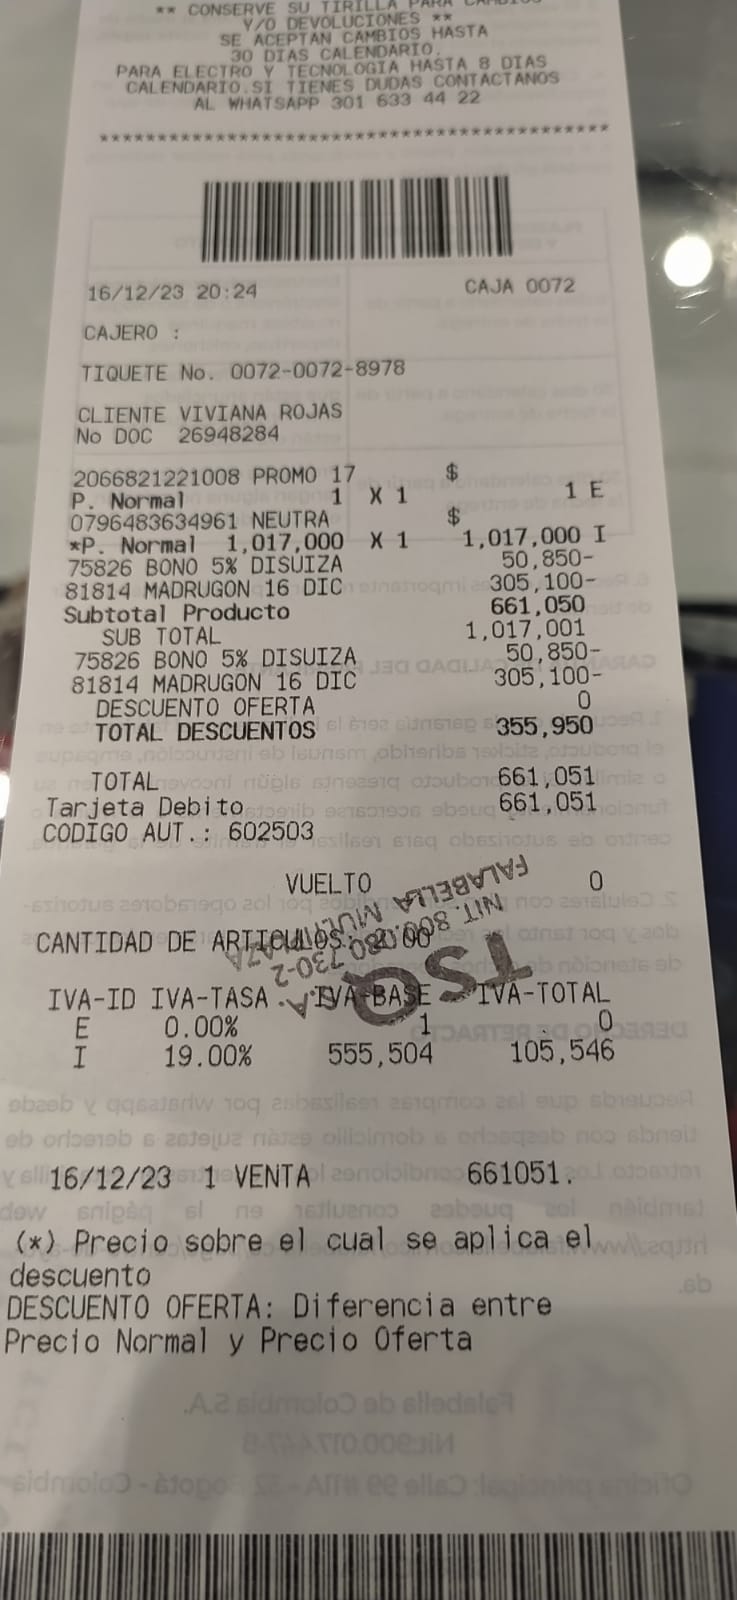 ** CONSERVE SU TIRILLA PARA CAMBIOS
Y/O DEVOLUCIONES **
SE ACEPTAN CAMBIOS HASTA
30 DIAS CALENDARIO.
PARA ELECTRO Y TECNOLOGIA HASTA 8 DIAS
CALENDARIO.SI TIENES DUDAS CONTACTANOS
AL WHATSAPP 301 633 44 22
********************************************
16/12/23 20:24 CAJA 0072
CAJERO :
TIQUETE No. 0072-0072-8978
CLIENTE VIVIANA ROJAS
No DOC 26948284
2066821221008 PROMO 17 $
P. Normal 1 X 1 1 E
0796483634961 NEUTRA $
*P. Normal 1,017,000 X 1 1,017,000 I
75826 BONO 5% DISUIZA 50,850-
81814 MADRUGON 16 DIC 305,100-
Subtotal Producto 661,050
SUB TOTAL 1,017,001
75826 BONO 5% DISUIZA 50,850-
81814 MADRUGON 16 DIC 305,100-
DESCUENTO OFERTA 0
TOTAL DESCUENTOS 355,950
TOTAL 661,051
Tarjeta Debito 661,051
CODIGO AUT.: 602503
VUELTO 0
FALABELLA MULTIPLAZA
NIT. 800.
730-2
CANTIDAD DE ARTICULOS: 2.00
TSC
IVA-ID IVA-TASA IVA-BASE IVA-TOTAL
E 0.00% 1 0
I 19.00% 555,504 105,546
16/12/23 1 VENTA 661051.
(*) Precio sobre el cual se aplica el
descuento
DESCUENTO OFERTA: Diferencia entre
Precio Normal y Precio Oferta